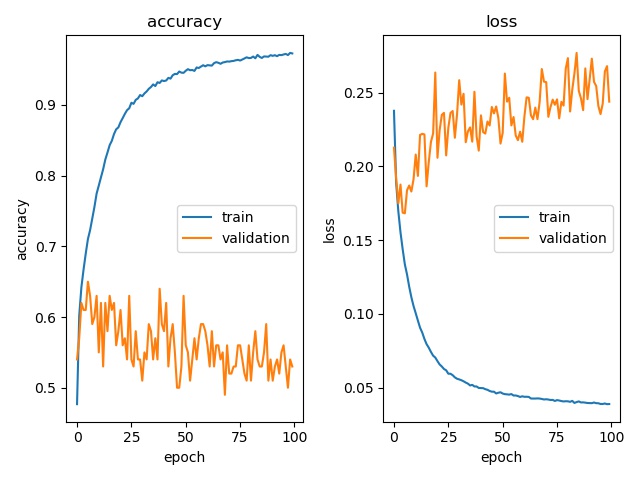 accuracy
accuracy
0.9
0.8
0.7
0.6
0.5
train
validation
0 25 50 75 100
epoch
loss
loss
0.25
0.20
0.15
0.10
0.05
train
validation
0 25 50 75 100
epoch